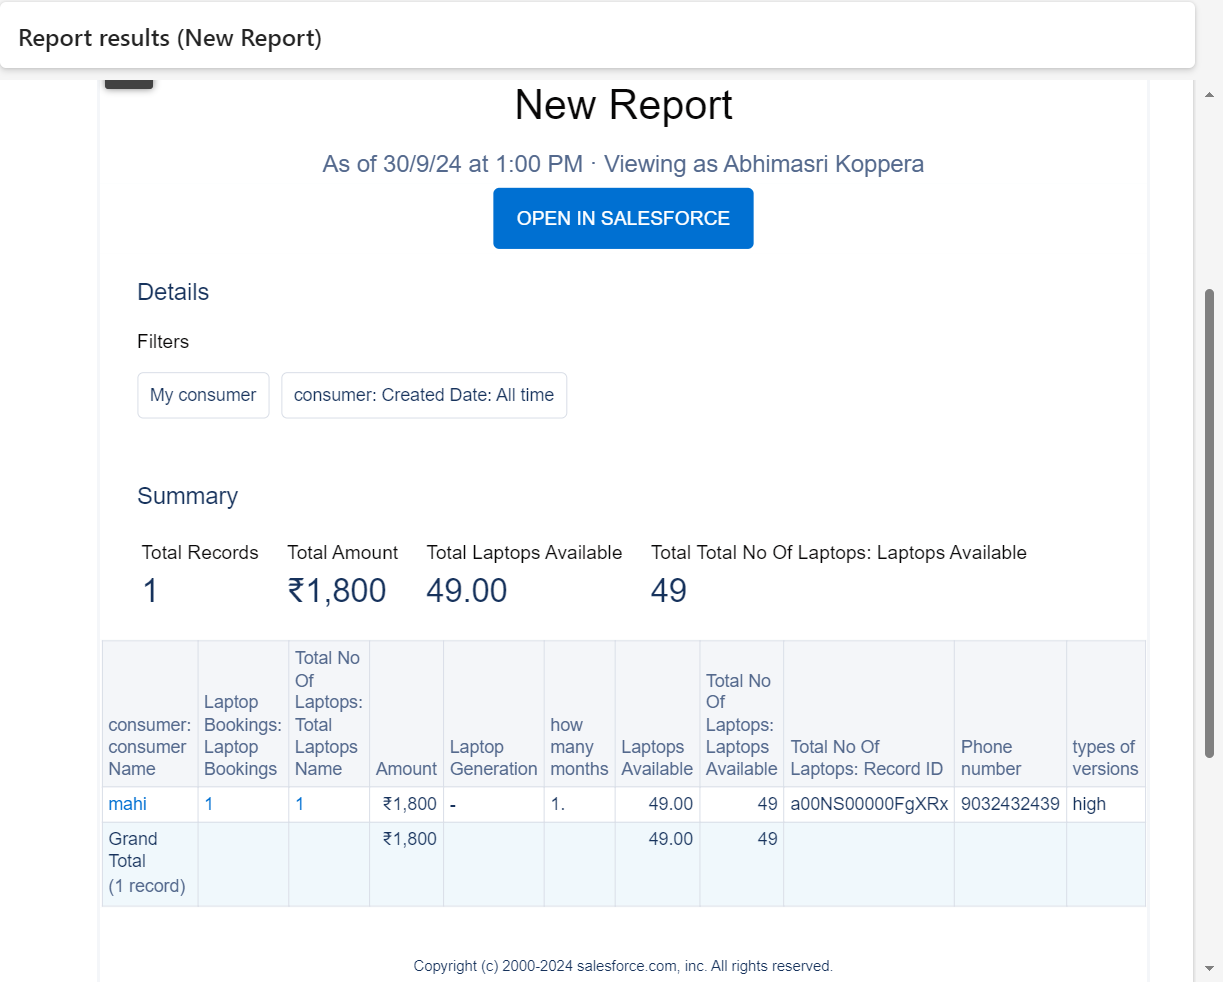 Report results (New Report)
New Report
As of 30/9/24 at 1:00 PM · Viewing as Abhimasri Koppera
OPEN IN SALESFORCE
Details
Filters
My consumer consumer: Created Date: All time
Summary
Total Records Total Amount Total Laptops Available Total Total No Of Laptops: Laptops Available
1 ₹1,800 49.00 49
consumer: consumer Name Laptop Bookings: Laptop Bookings Total No Of Laptops: Total Laptops Name Amount Laptop Generation how many months Laptops Available Total No Of Laptops: Laptops Available Total No Of Laptops: Record ID Phone number types of versions
mahi 1 1 ₹1,800 - 1. 49.00 49 a00NS00000FgXRx 9032432439 high
Grand Total (1 record) ₹1,800 49.00 49
Copyright (c) 2000-2024 salesforce.com, inc. All rights reserved.